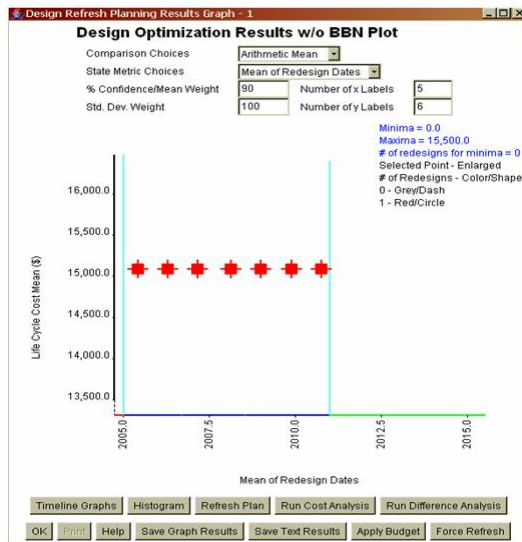 Design Refresh Planning Results Graph - 1
Design Optimization Results w/o BBN Plot
Comparison Choices Arithmetic Mean
State Metric Choices Mean of Redesign Dates
% Confidence/Mean Weight 90 Number of x Labels 5
Std. Dev. Weight 100 Number of y Labels 6
Minima = 0.0
Maxima = 15,500.0
# of redesigns for minima = 0
Selected Point - Enlarged
# of Redesigns - Color/Shape
0 - Grey/Dash
1 - Red/Circle
Life Cycle Cost Mean ($)
16,000.0
15,500.0
15,000.0
14,500.0
14,000.0
13,500.0
2005.0 2007.5 2010.0 2012.5 2015.0
Mean of Redesign Dates
Timeline Graphs Histogram Refresh Plan Run Cost Analysis Run Difference Analysis
OK Print Help Save Graph Results Save Text Results Apply Budget Force Refresh